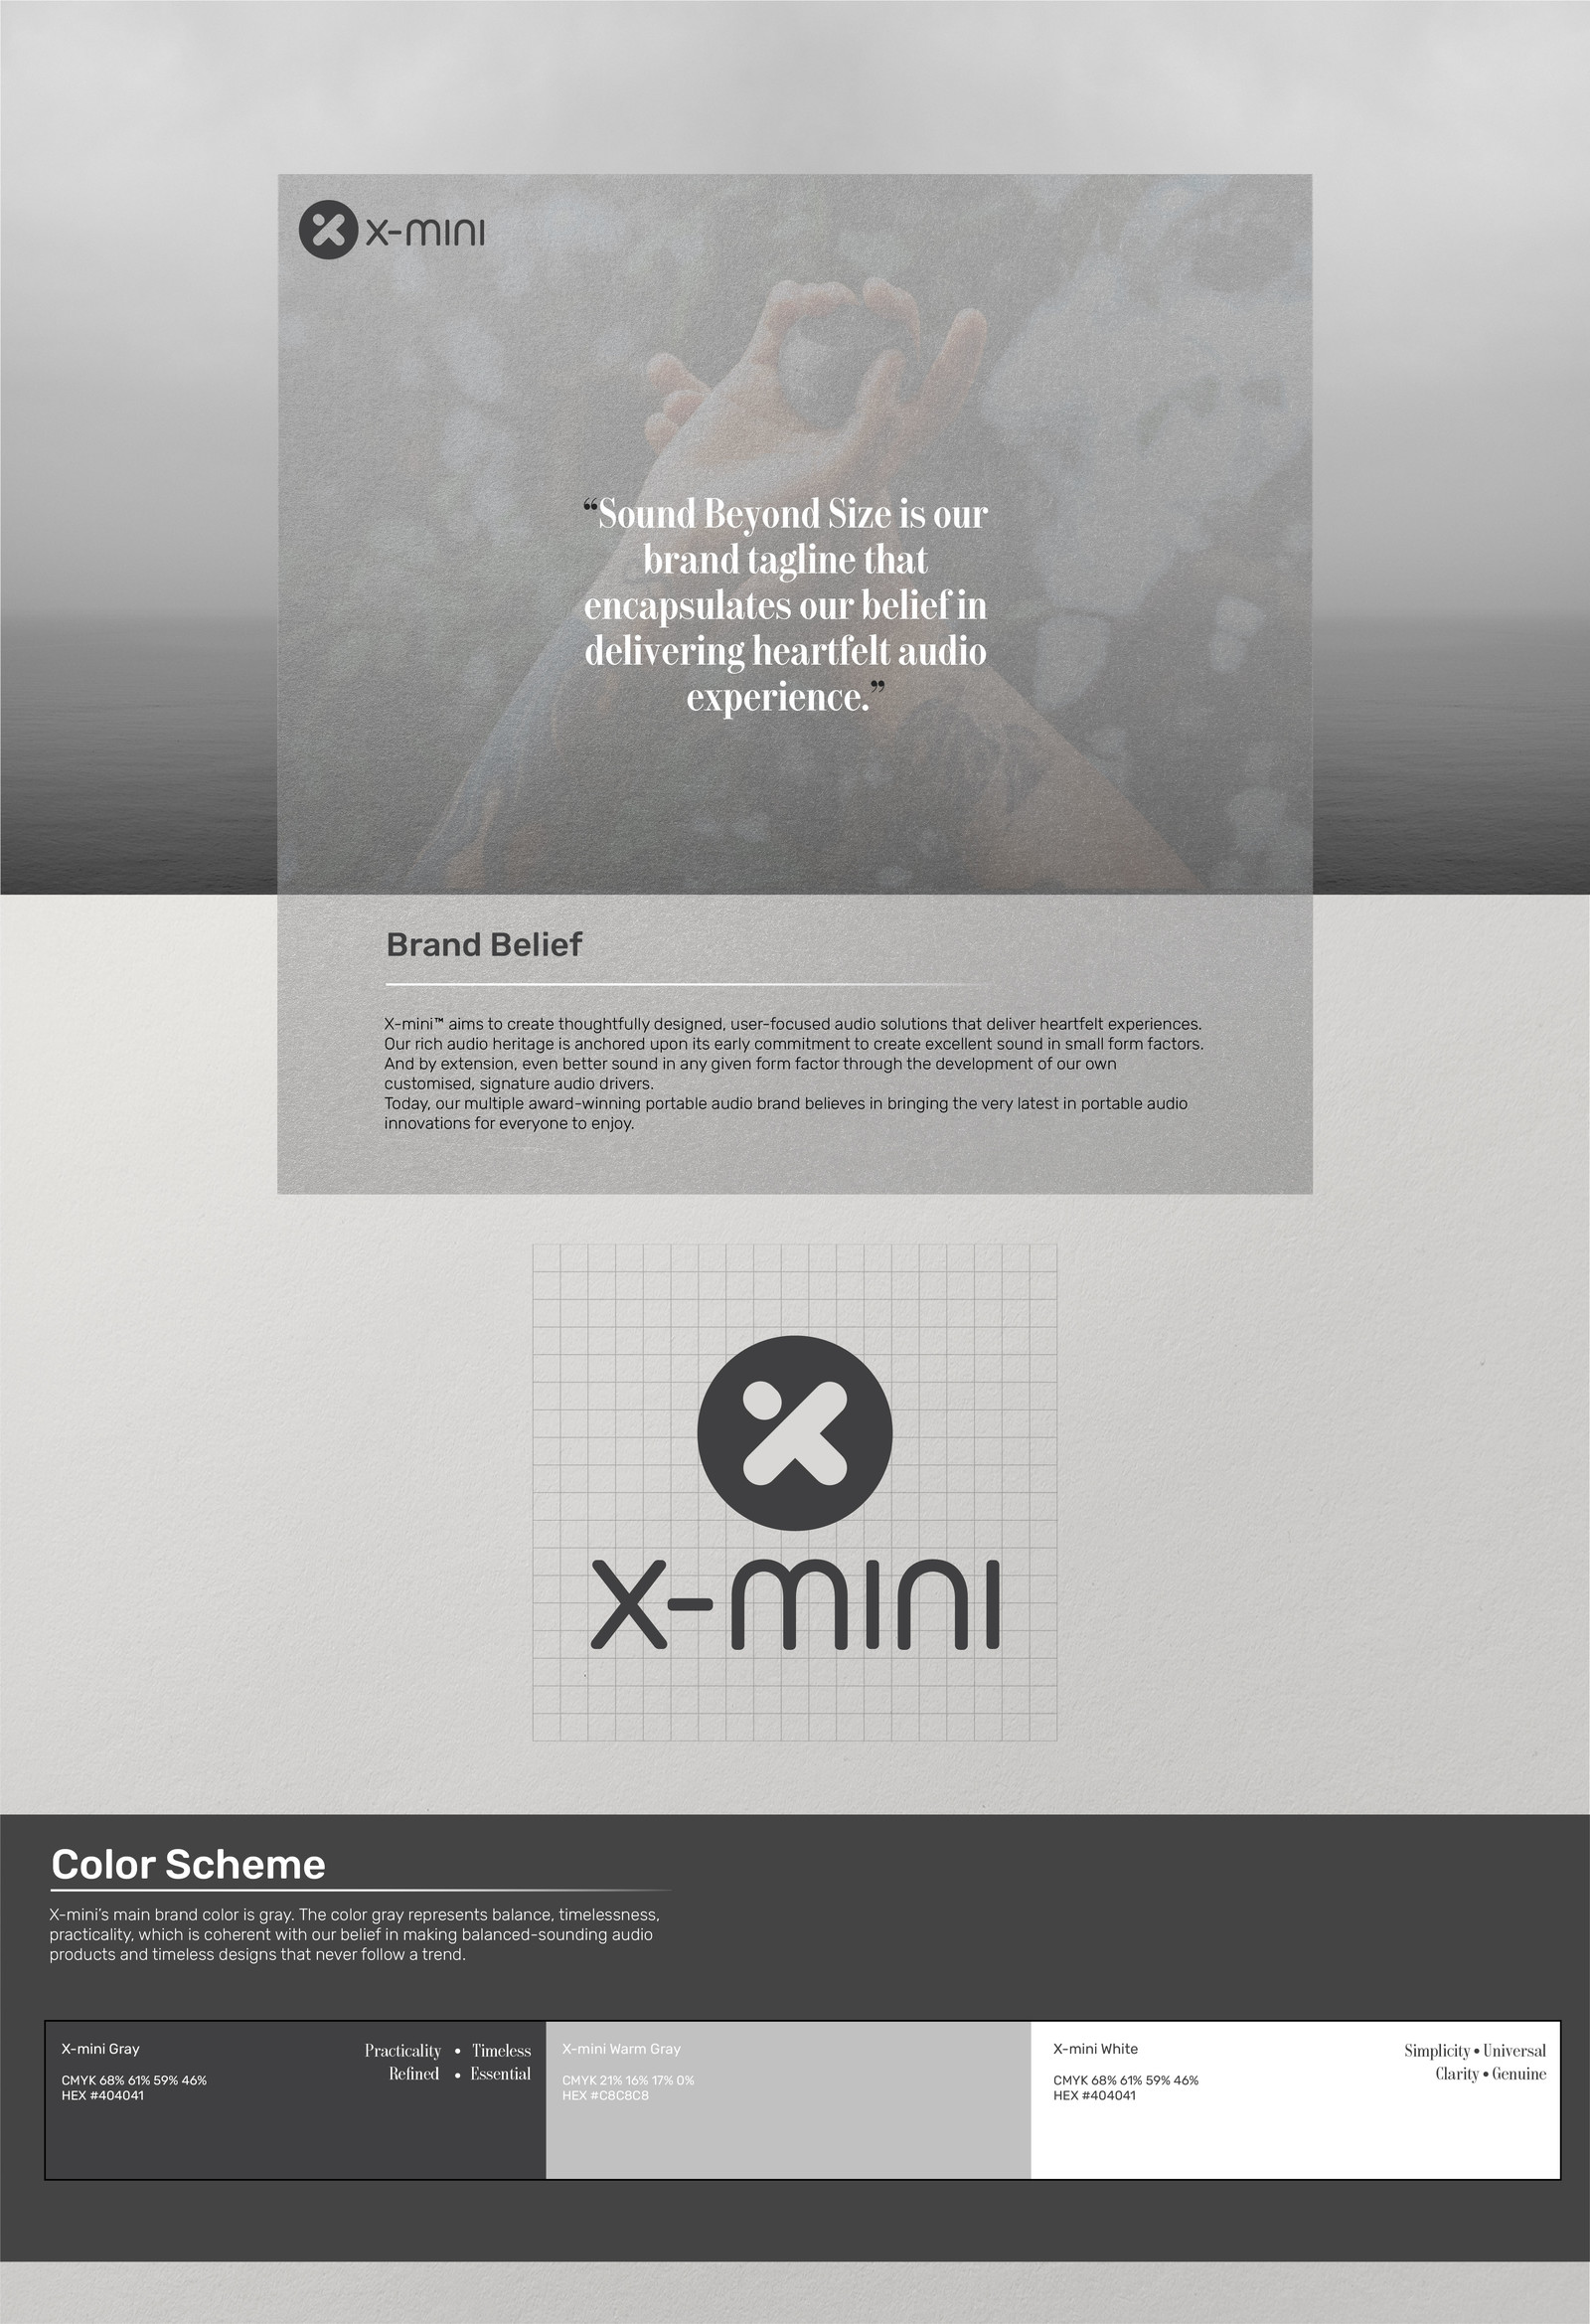 x-mini
“Sound Beyond Size is our
brand tagline that
encapsulates our belief in
delivering heartfelt audio
experience.”
Brand Belief
X-mini™ aims to create thoughtfully designed, user-focused audio solutions that deliver heartfelt experiences.
Our rich audio heritage is anchored upon its early commitment to create excellent sound in small form factors.
And by extension, even better sound in any given form factor through the development of our own
customised, signature audio drivers.
Today, our multiple award-winning portable audio brand believes in bringing the very latest in portable audio
innovations for everyone to enjoy.
x-mini
Color Scheme
X-mini’s main brand color is gray. The color gray represents balance, timelessness,
practicality, which is coherent with our belief in making balanced-sounding audio
products and timeless designs that never follow a trend.
X-mini Gray
CMYK 68% 61% 59% 46%
HEX #404041
Practicality • Timeless
Refined • Essential
X-mini Warm Gray
CMYK 21% 16% 17% 0%
HEX #C8C8C8
X-mini White
CMYK 68% 61% 59% 46%
HEX #404041
Simplicity • Universal
Clarity • Genuine